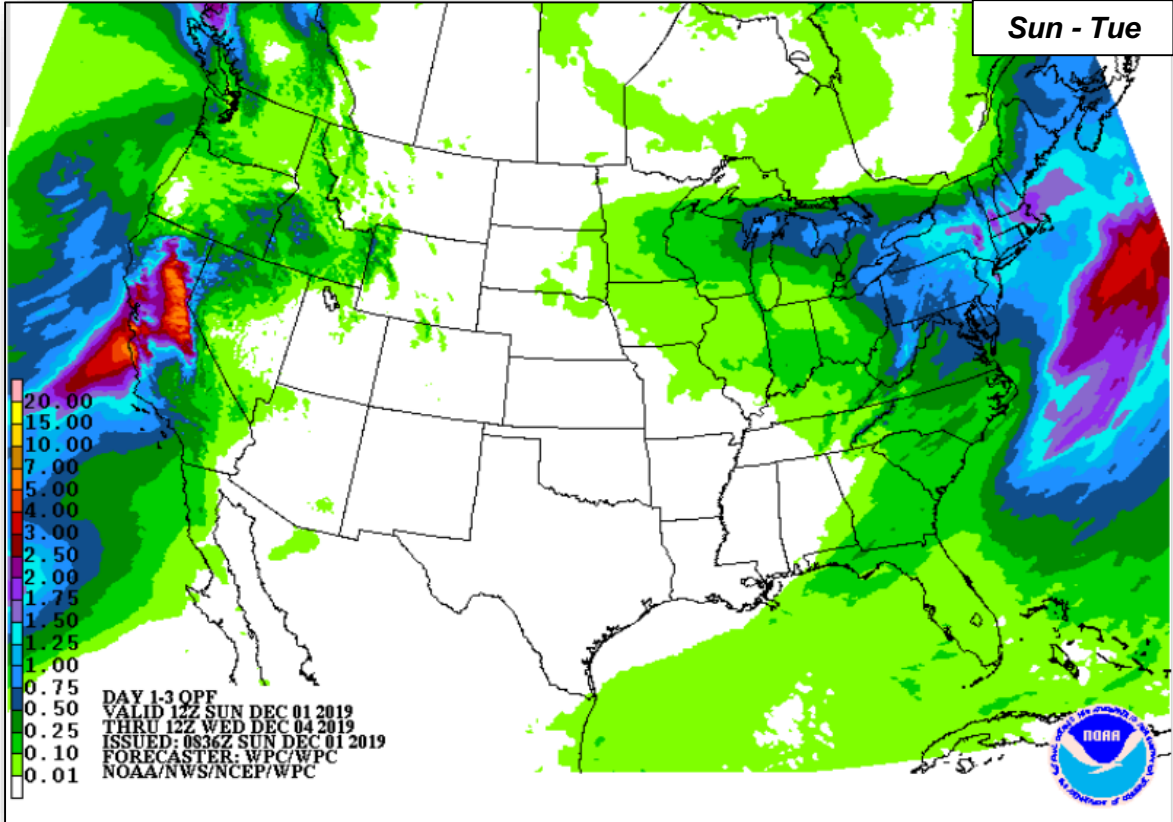 Sun - Tue
20.00
15.00
10.00
7.00
5.00
4.00
3.00
2.50
2.00
1.75
1.50
1.25
1.00
0.75
0.50
0.25
0.10
0.01
DAY 1-3 QPF
VALID 12Z SUN DEC 01 2019
THRU 12Z WED DEC 04 2019
ISSUED: 0836Z SUN DEC 01 2019
FORECASTER: WPC/WPC
NOAA/NWS/NCEP/WPC
NOAA